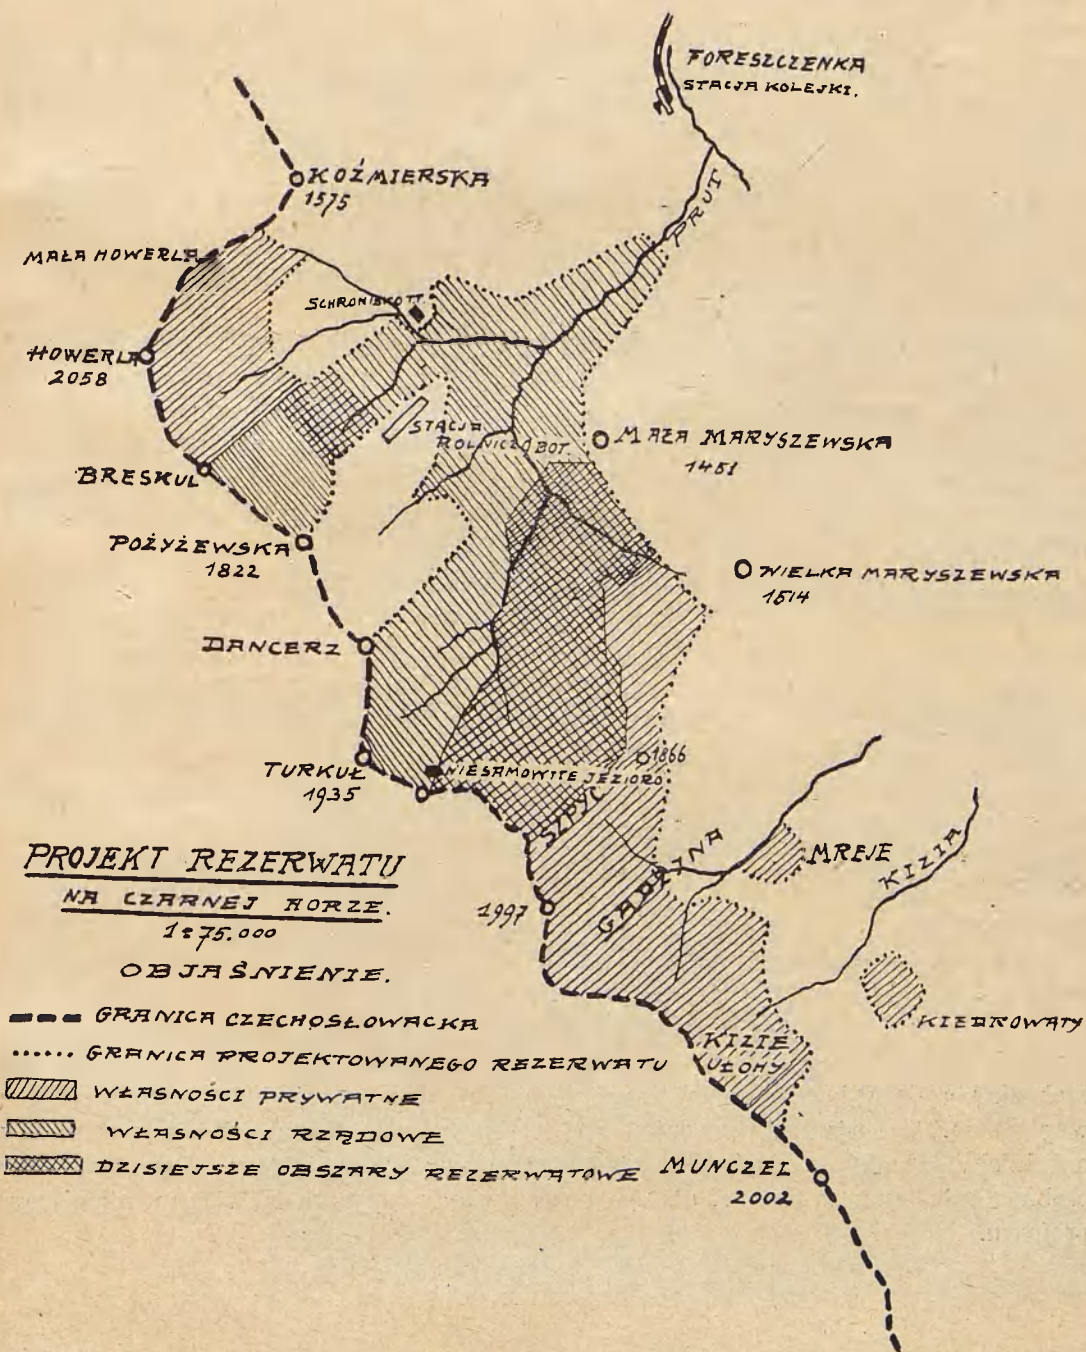 FORESZCZENKA
STACJA KOLEJKI.
KOŹMIERSKA
1575
PRUT
MAŁA HOWERLA
SCHRONISKO TT.
HOWERLA
2058
STACJA
ROLNICZO BOT.
MAŁA MARYSZEWSKA
1451
BRESKUL
POŻYŻEWSKA
1822
WIELKA MARYSZEWSKA
1514
DANCERZ
1866
TURKUŁ
1935
NIESAMOWITE JEZIORO
SZPYC
GADŻYNA
MREJE
KIZIA
1997
KIEDROWATY
KIZIE
UŁOHY
MUNCZEL
2002
PROJEKT REZERWATU
NA CZARNEJ HORZE.
1:75.000
OBJAŚNIENIE.
GRANICA CZECHOSŁOWACKA
GRANICA PROJEKTOWANEGO REZERWATU
WŁASNOŚCI PRYWATNE
WŁASNOŚCI RZĄDOWE
DZISIEJSZE OBSZARY REZERWATOWE